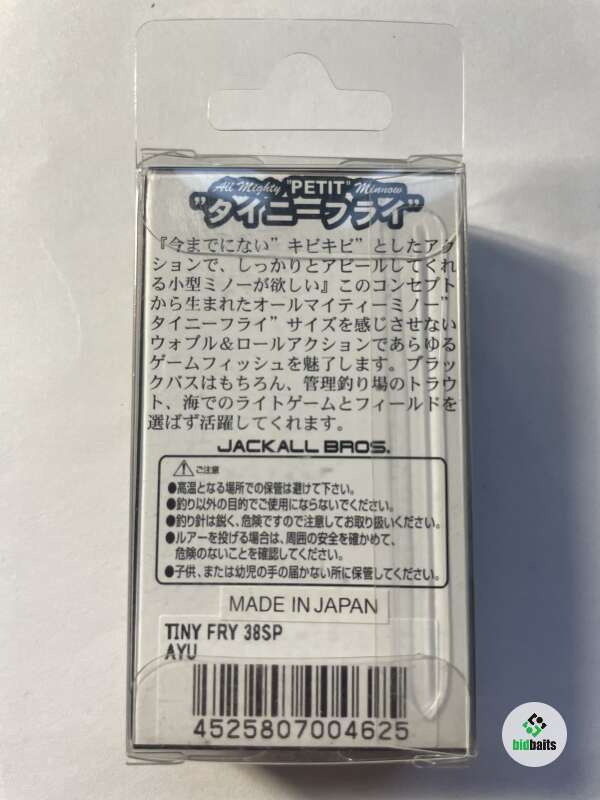 All Mighty "PETIT" Minnow
"タイニーフライ"
『今までにない"キビキビ"としたアク
ションで、しっかりとアピールしてくれ
る小型ミノーが欲しい』このコンセプト
から生まれたオールマイティーミノー"
タイニーフライ"サイズを感じさせない
ウォブル&ロールアクションであらゆる
ゲームフィッシュを魅了します。ブラッ
クバスはもちろん、管理釣り場のトラウ
ト、海でのライトゲームとフィールドを
選ばず活躍してくれます。
JACKALL BROS.
ご注意
●高温となる場所での保管は避けて下さい。
●釣り以外の目的でご使用にならないでください。
●釣り針は鋭く、危険ですので注意してお取り扱いください。
●ルアーを投げる場合は、周囲の安全を確かめて、
危険のないことを確認してください。
●子供、または幼児の手の届かない所に保管してください。
MADE IN JAPAN
TINY FRY 38SP
AYU
4525807004625
bidbaits